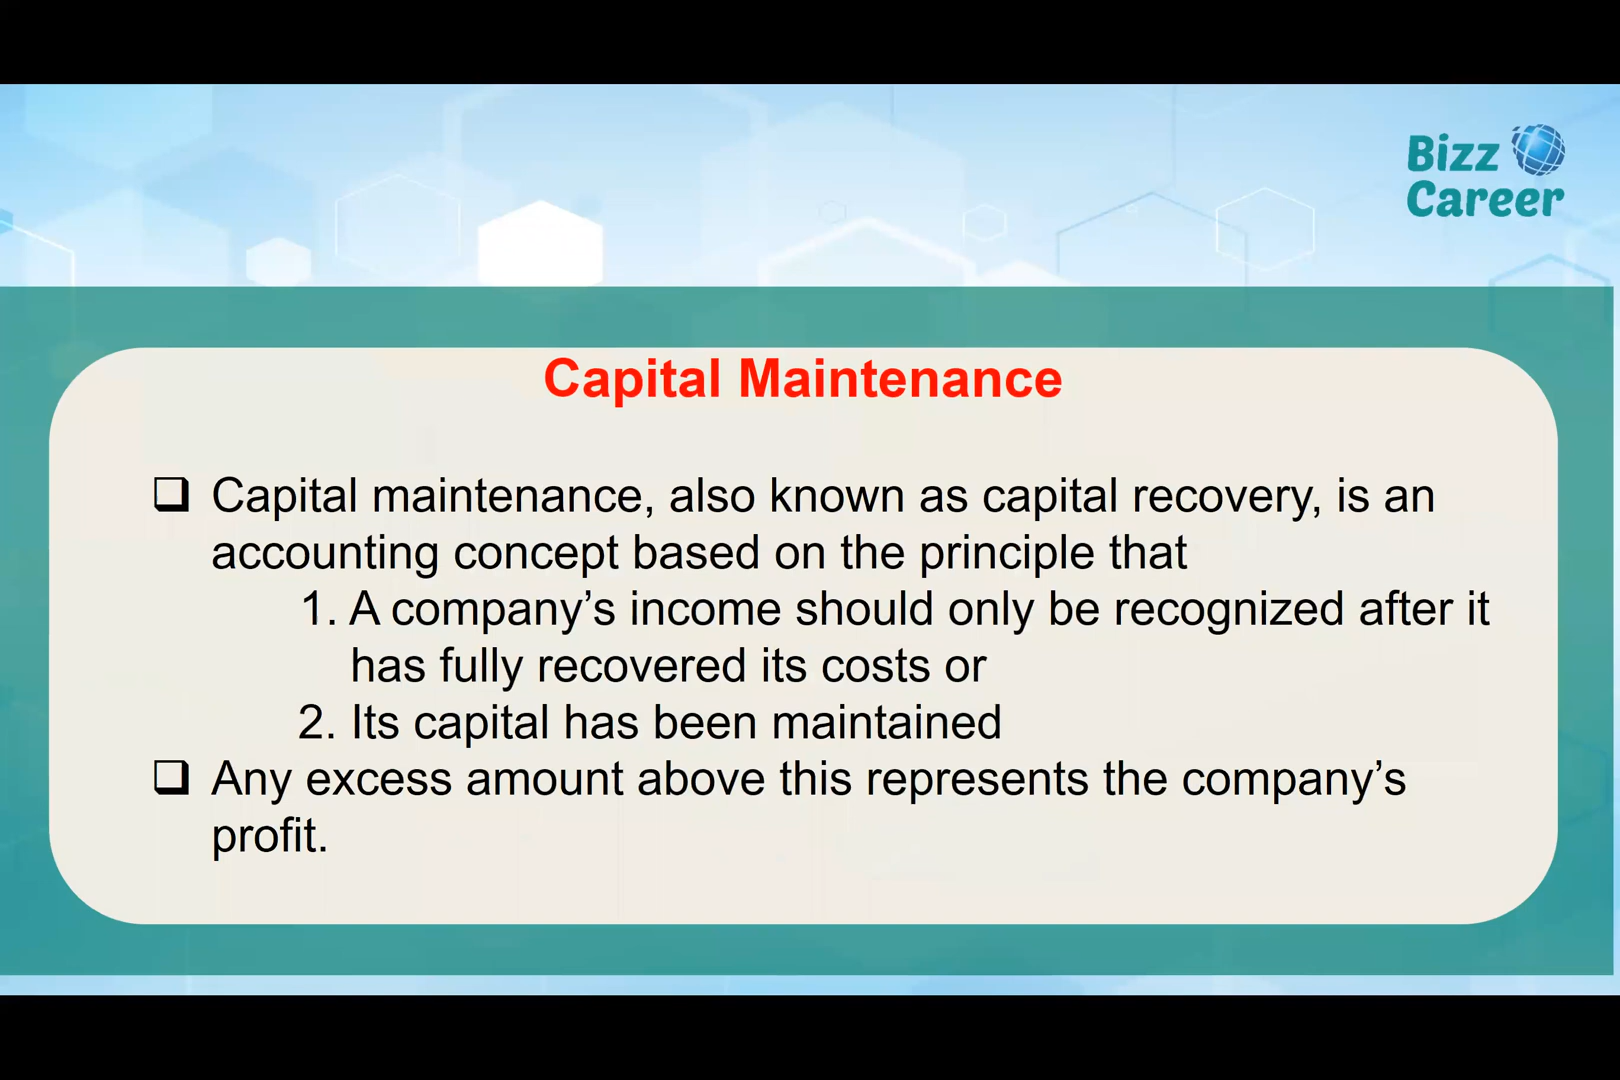 Bizz
Career
Capital Maintenance
❑ Capital maintenance, also known as capital recovery, is an
accounting concept based on the principle that
1. A company’s income should only be recognized after it
has fully recovered its costs or
2. Its capital has been maintained
❑ Any excess amount above this represents the company’s
profit.